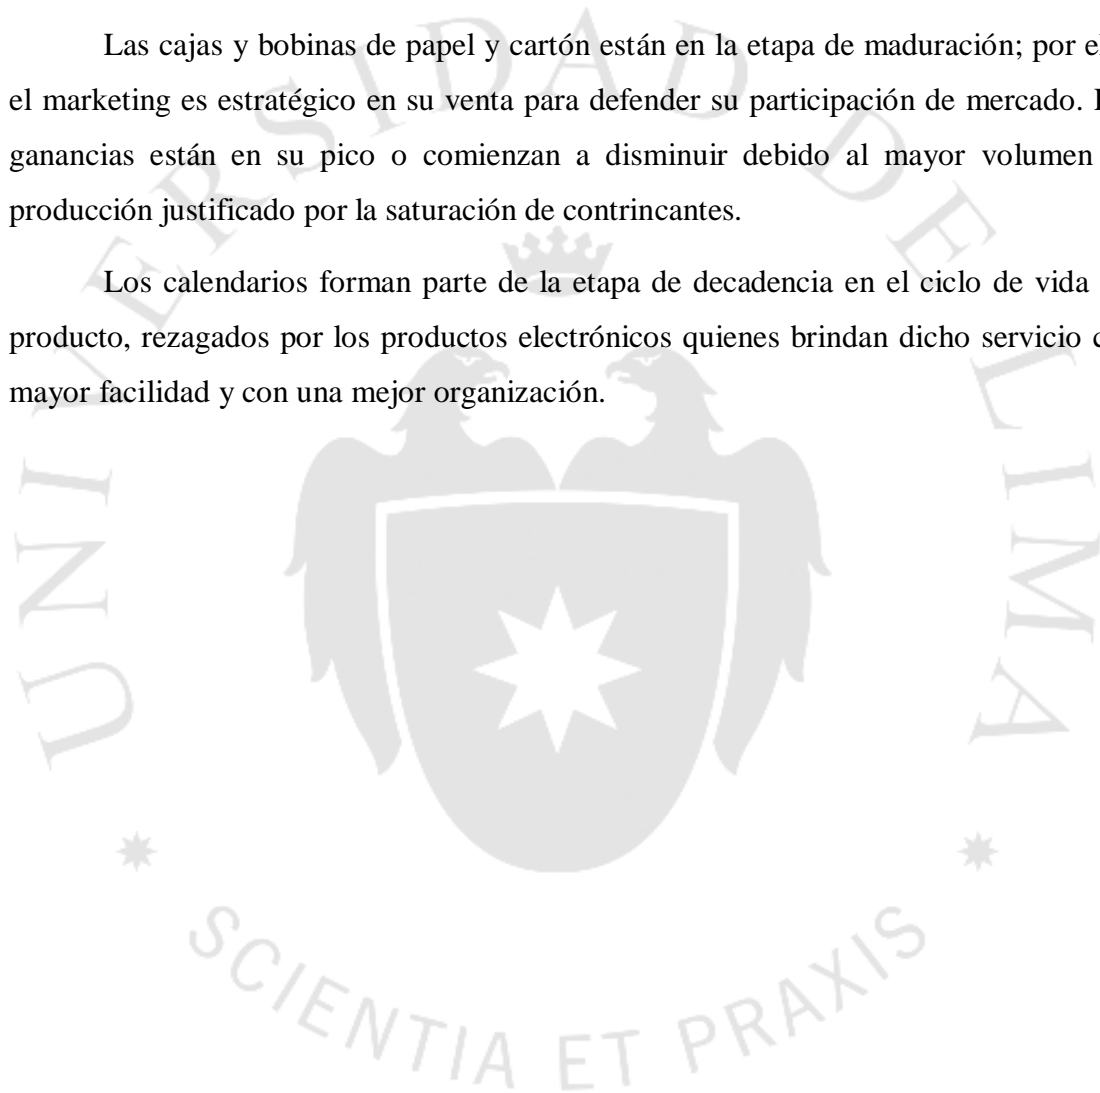 Las cajas y bobinas de papel y cartón están en la etapa de maduración; por e
el marketing es estratégico en su venta para defender su participación de mercado.
ganancias están en su pico o comienzan a disminuir debido al mayor volumen
producción justificado por la saturación de contrincantes.
Los calendarios forman parte de la etapa de decadencia en el ciclo de vida
producto, rezagados por los productos electrónicos quienes brindan dicho servicio
mayor facilidad y con una mejor organización.
UNIVERSIDAD DE LIMA
SCIENTIA ET PRAXIS